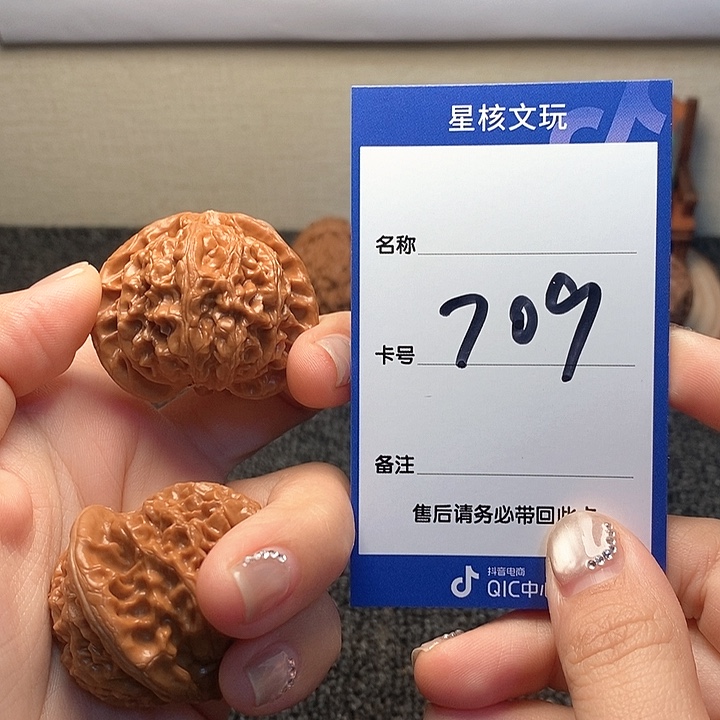 星核文玩
名称
卡号 709
备注
售后请务必带回此卡
抖音电商
QIC中心